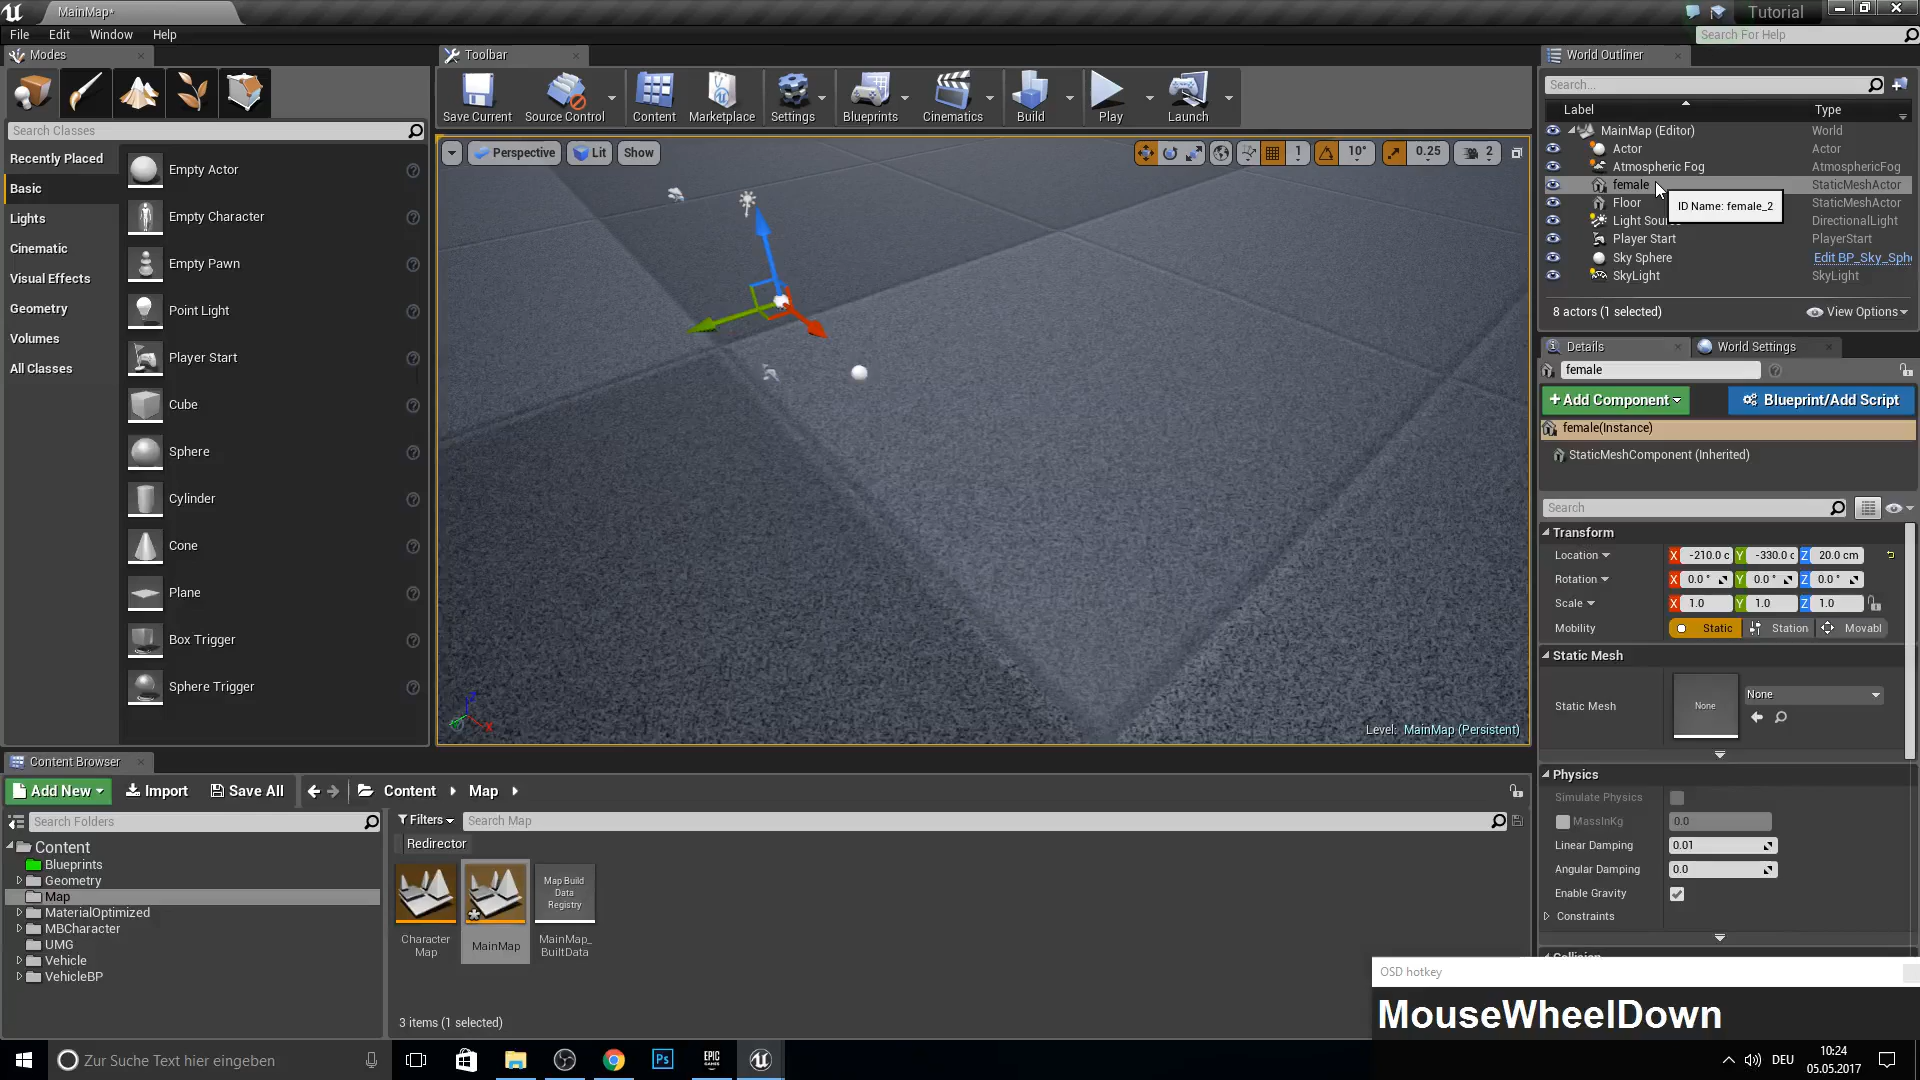 MainMap*
Tutorial
File
Edit
Window
Help
Search For Help
Modes
Toolbar
World Outliner
Search Classes
Save Current
Source Control
Content
Marketplace
Settings
Blueprints
Cinematics
Build
Play
Launch
Search...
Label
Type
MainMap (Editor)
World
Actor
Actor
Atmospheric Fog
AtmosphericFog
female
StaticMeshActor
Floor
StaticMeshActor
ID Name: female_2
Light Sour
DirectionalLight
Player Start
PlayerStart
Sky Sphere
Edit BP_Sky_Sph
SkyLight
SkyLight
8 actors (1 selected)
View Options
Recently Placed
Basic
Lights
Cinematic
Visual Effects
Geometry
Volumes
All Classes
Empty Actor
Empty Character
Empty Pawn
Point Light
Player Start
Cube
Sphere
Cylinder
Cone
Plane
Box Trigger
Sphere Trigger
Perspective
Lit
Show
1
10°
0.25
2
Level: MainMap (Persistent)
Details
World Settings
female
+Add Component
Blueprint/Add Script
female(Instance)
StaticMeshComponent (Inherited)
Search
Transform
Location
X -210.0 c Y -330.0 c Z 20.0 cm
Rotation
X 0.0 ° Y 0.0 ° Z 0.0 °
Scale
X 1.0 Y 1.0 Z 1.0
Mobility
Static
Station
Movabl
Static Mesh
Static Mesh
None
None
Physics
Simulate Physics
MassInKg
0.0
Linear Damping
0.01
Angular Damping
0.0
Enable Gravity
Constraints
Content Browser
Add New
Import
Save All
Content
Map
Search Folders
Filters
Search Map
Redirector
Content
Blueprints
Geometry
Map
MaterialOptimized
MBCharacter
UMG
Vehicle
VehicleBP
Character
Map
MainMap
Map Build
Data
Registry
MainMap_
BuiltData
3 items (1 selected)
OSD hotkey
MouseWheelDown
Zur Suche Text hier eingeben
Ps
EPIC
GAMES
DEU
10:24
05.05.2017